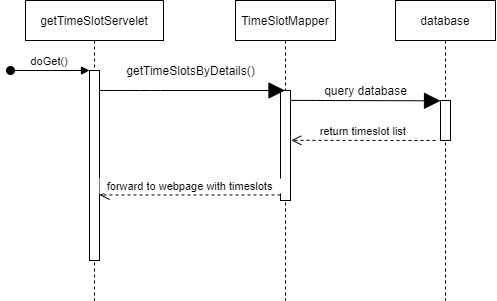 getTimeSlotServelet
TimeSlotMapper
database
doGet()
getTimeSlotsByDetails()
query database
return timeslot list
forward to webpage with timeslots